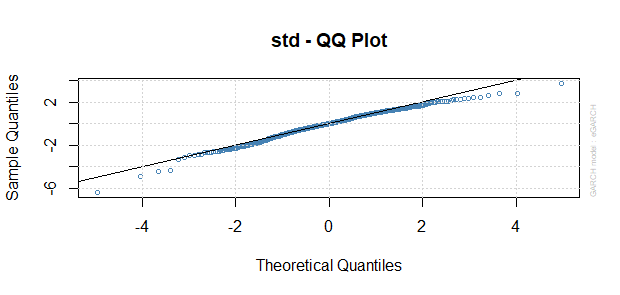 std - QQ Plot
Sample Quantiles
2
-2
-6
-4
-2
0
2
4
Theoretical Quantiles
GARCH model : eGARCH